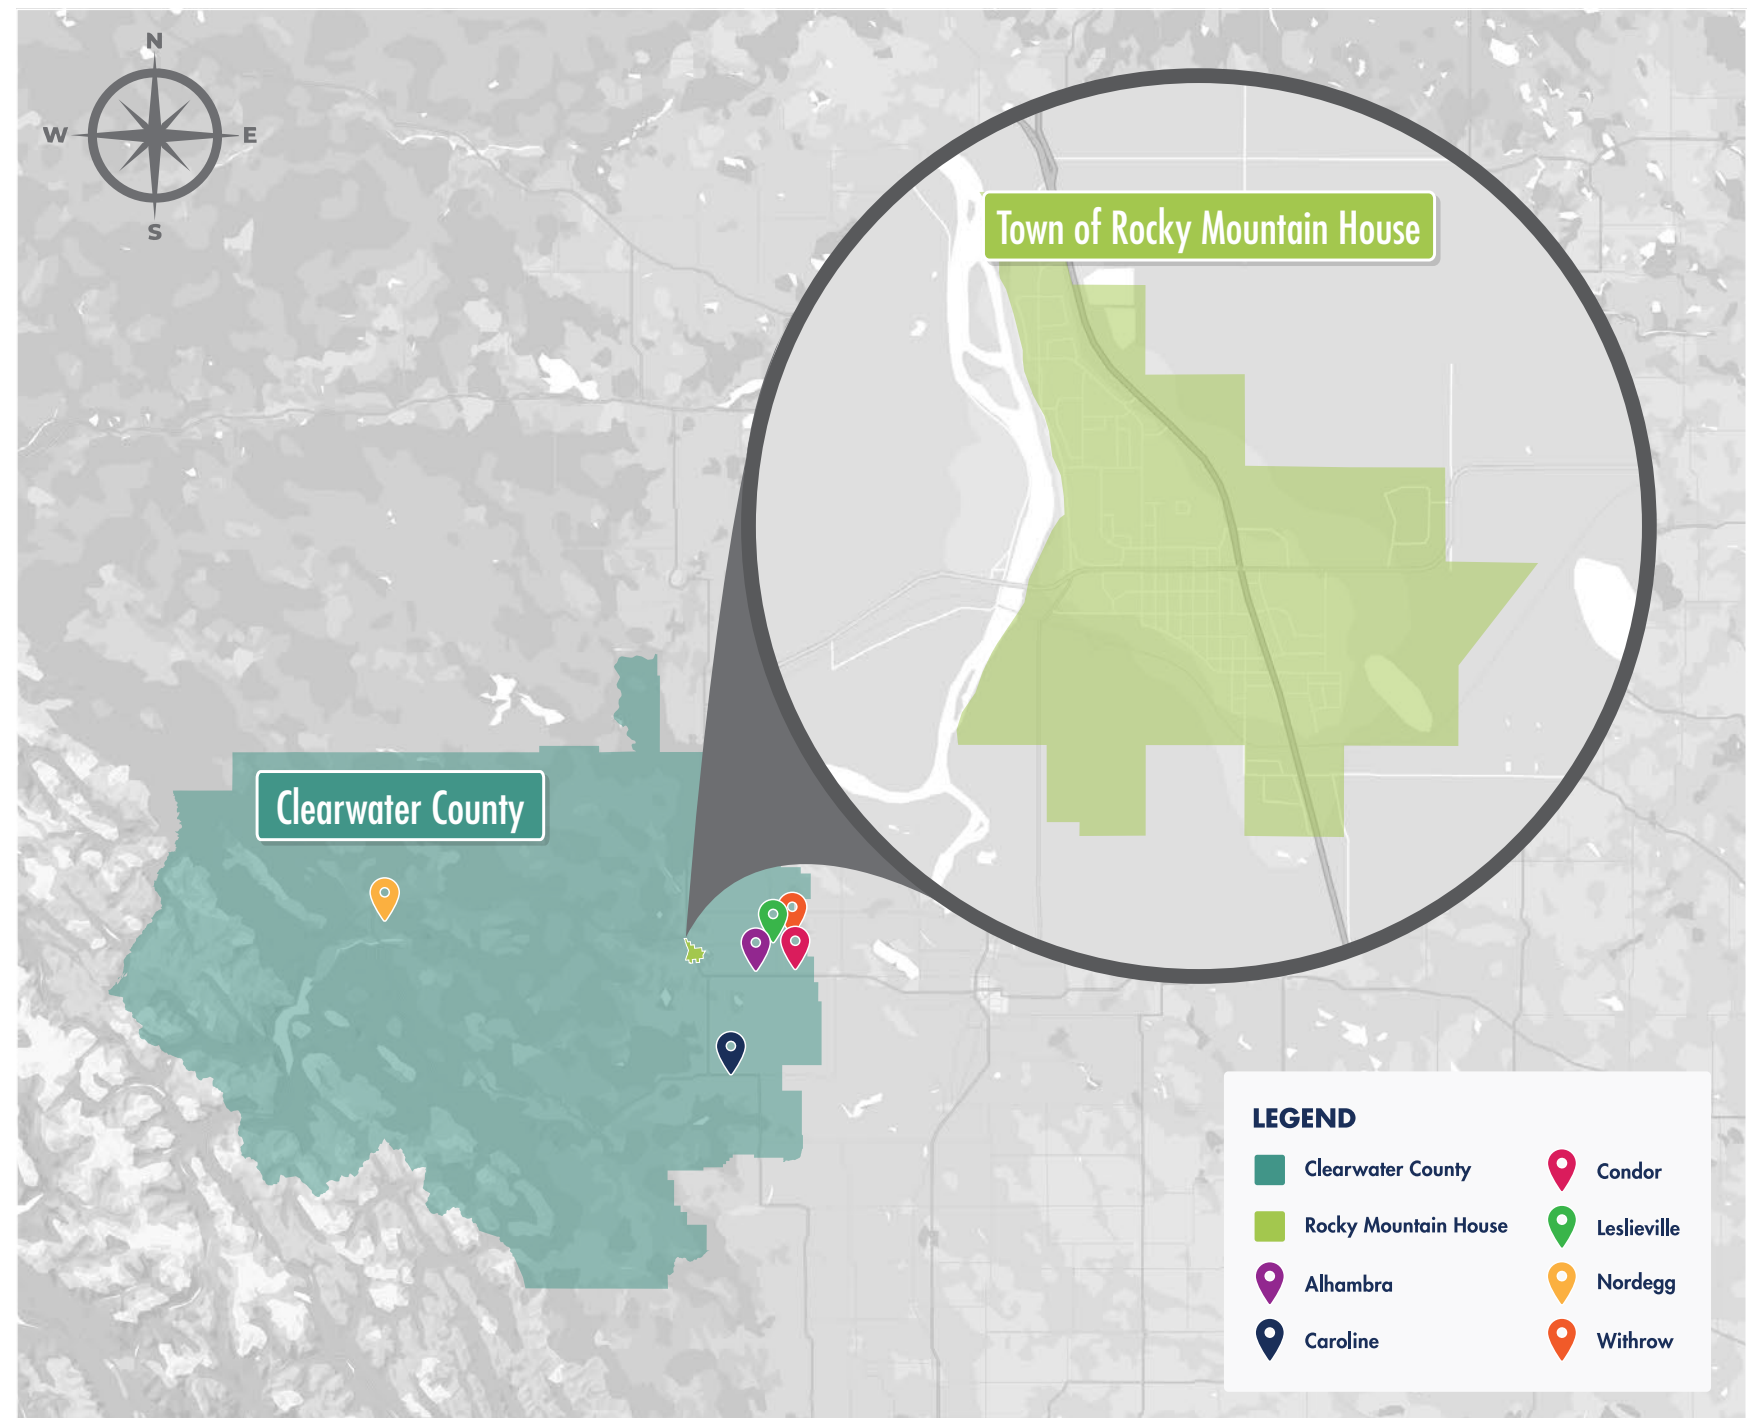 N
W
E
S
Town of Rocky Mountain House
Clearwater County
LEGEND
Clearwater County
Rocky Mountain House
Alhambra
Caroline
Condor
Leslieville
Nordegg
Withrow